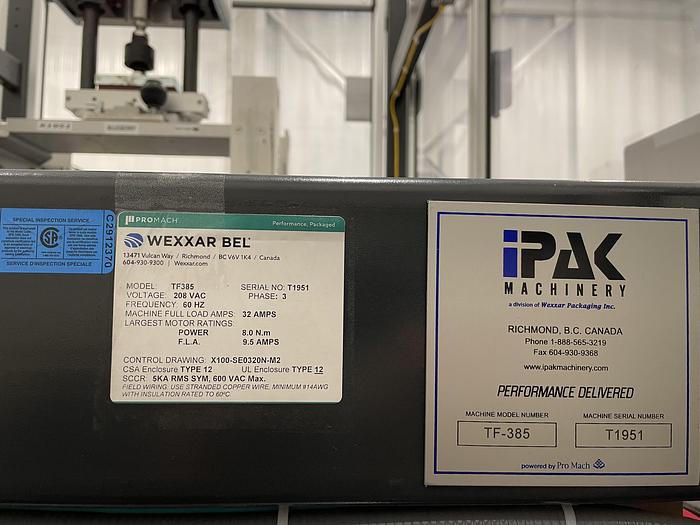 SPECIAL INSPECTION SERVICE
SERVICE D'INSPECTION SPÉCIALE
C2912370
PROMACH
Performance, Packaged
WEXXAR BEL
13471 Vulcan Way / Richmond / BC V6V 1K4 / Canada
604-930-9300 | Wexxar.com
MODEL: TF385 SERIAL NO: T1951
VOLTAGE: 208 VAC PHASE: 3
FREQUENCY: 60 HZ
MACHINE FULL LOAD AMPS: 32 AMPS
LARGEST MOTOR RATINGS:
POWER 8.0 N.m
F.L.A. 9.5 AMPS
CONTROL DRAWING: X100-SE0320N-M2
CSA Enclosure TYPE 12 UL Enclosure TYPE 12
SCCR: 5KA RMS SYM, 600 VAC Max.
FIELD WIRING: USE STRANDED COPPER WIRE, MINIMUM #14AWG
WITH INSULATION RATED TO 60ºC.
iPAK
MACHINERY
a division of Wexxar Packaging Inc.
RICHMOND, B.C. CANADA
Phone 1-888-565-3219
Fax 604-930-9368
www.ipakmachinery.com
PERFORMANCE DELIVERED
MACHINE MODEL NUMBER
TF-385
MACHINE SERIAL NUMBER
T1951
powered by Pro Mach